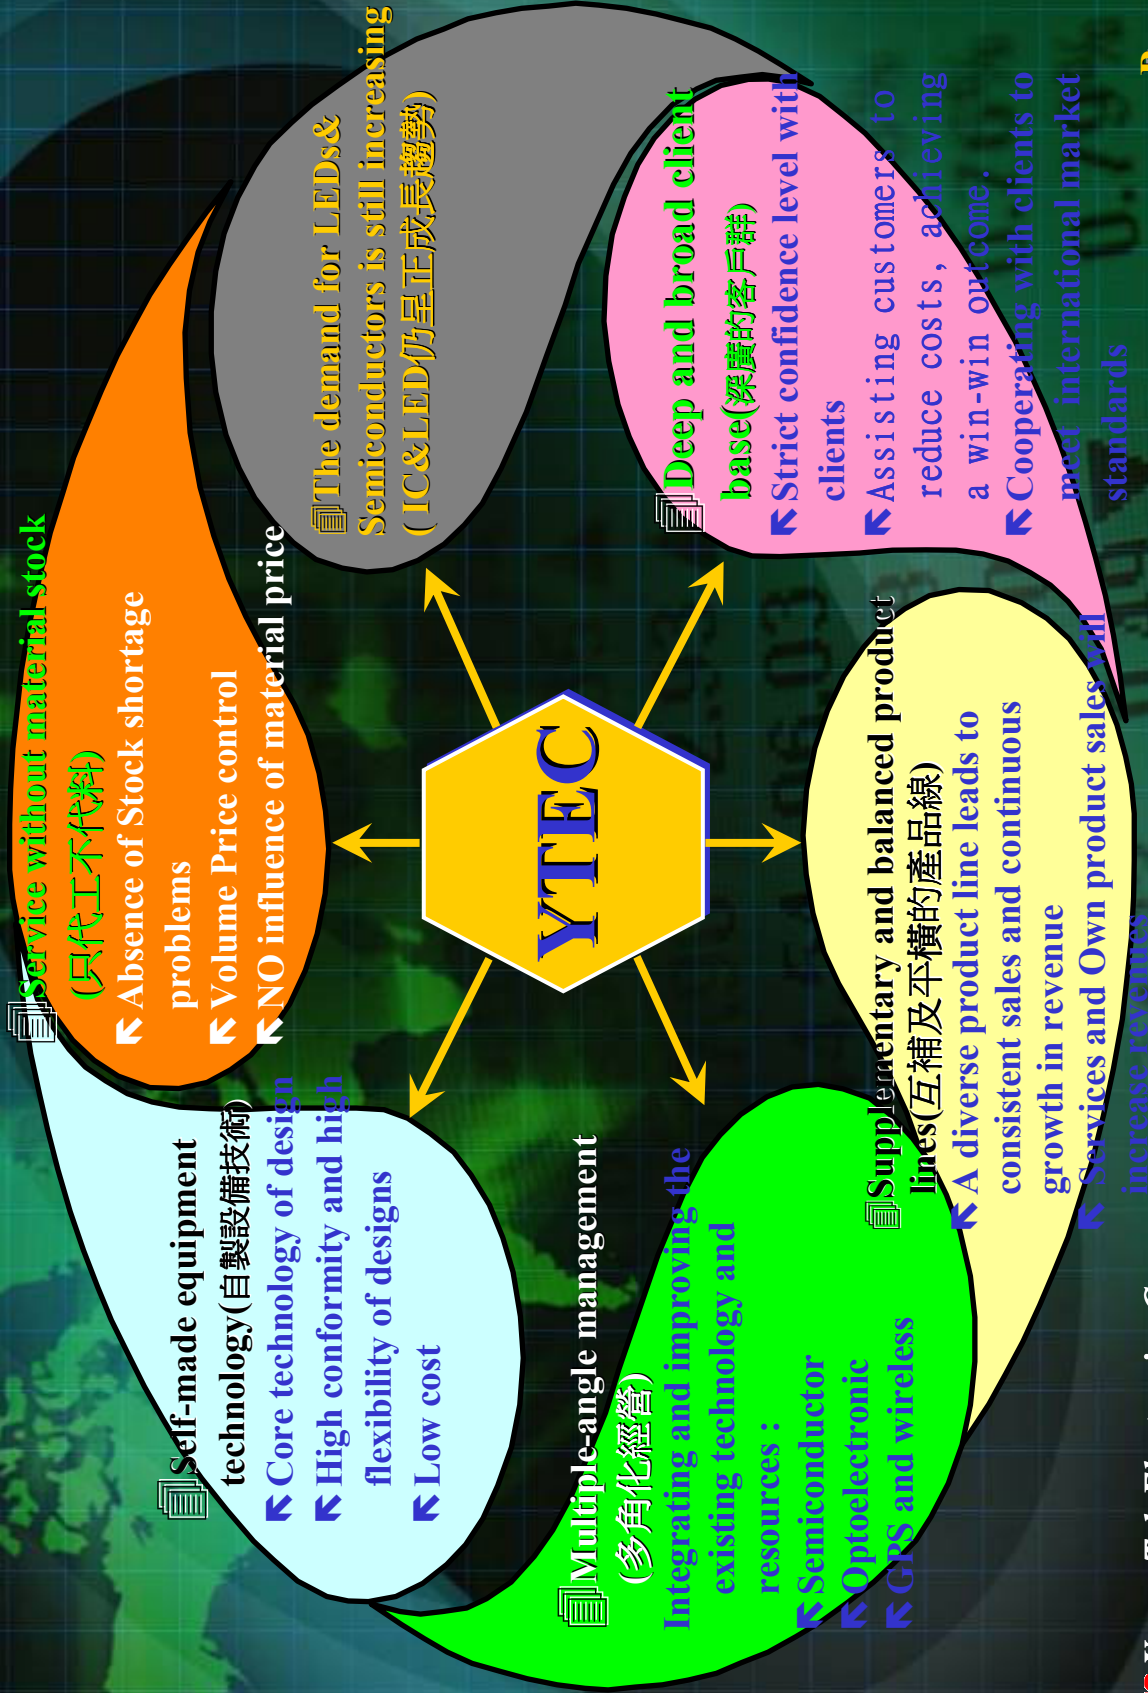 Service without material stock
(只代工不代料)
Absence of Stock shortage
problems
Volume Price control
NO influence of material price
Self-made equipment
technology(自製設備技術)
Core technology of design
High conformity and high
flexibility of designs
Low cost
The demand for LEDs&
Semiconductors is still increasing
( IC&LED仍呈正成長趨勢)
YTEC
Multiple-angle management
(多角化經營)
Integrating and improving the
existing technology and
resources :
Semiconductor
Optoelectronic
GPS and wireless
Deep and broad client
base(深廣的客戶群)
Strict confidence level with
clients
Assisting customers to
reduce costs, achieving
a win-win outcome.
Cooperating with clients to
meet international market
standards
Supplementary and balanced product
lines(互補及平橫的產品線)
A diverse product line leads to
consistent sales and continuous
growth in revenue
Services and Own product sales will
increase revenues